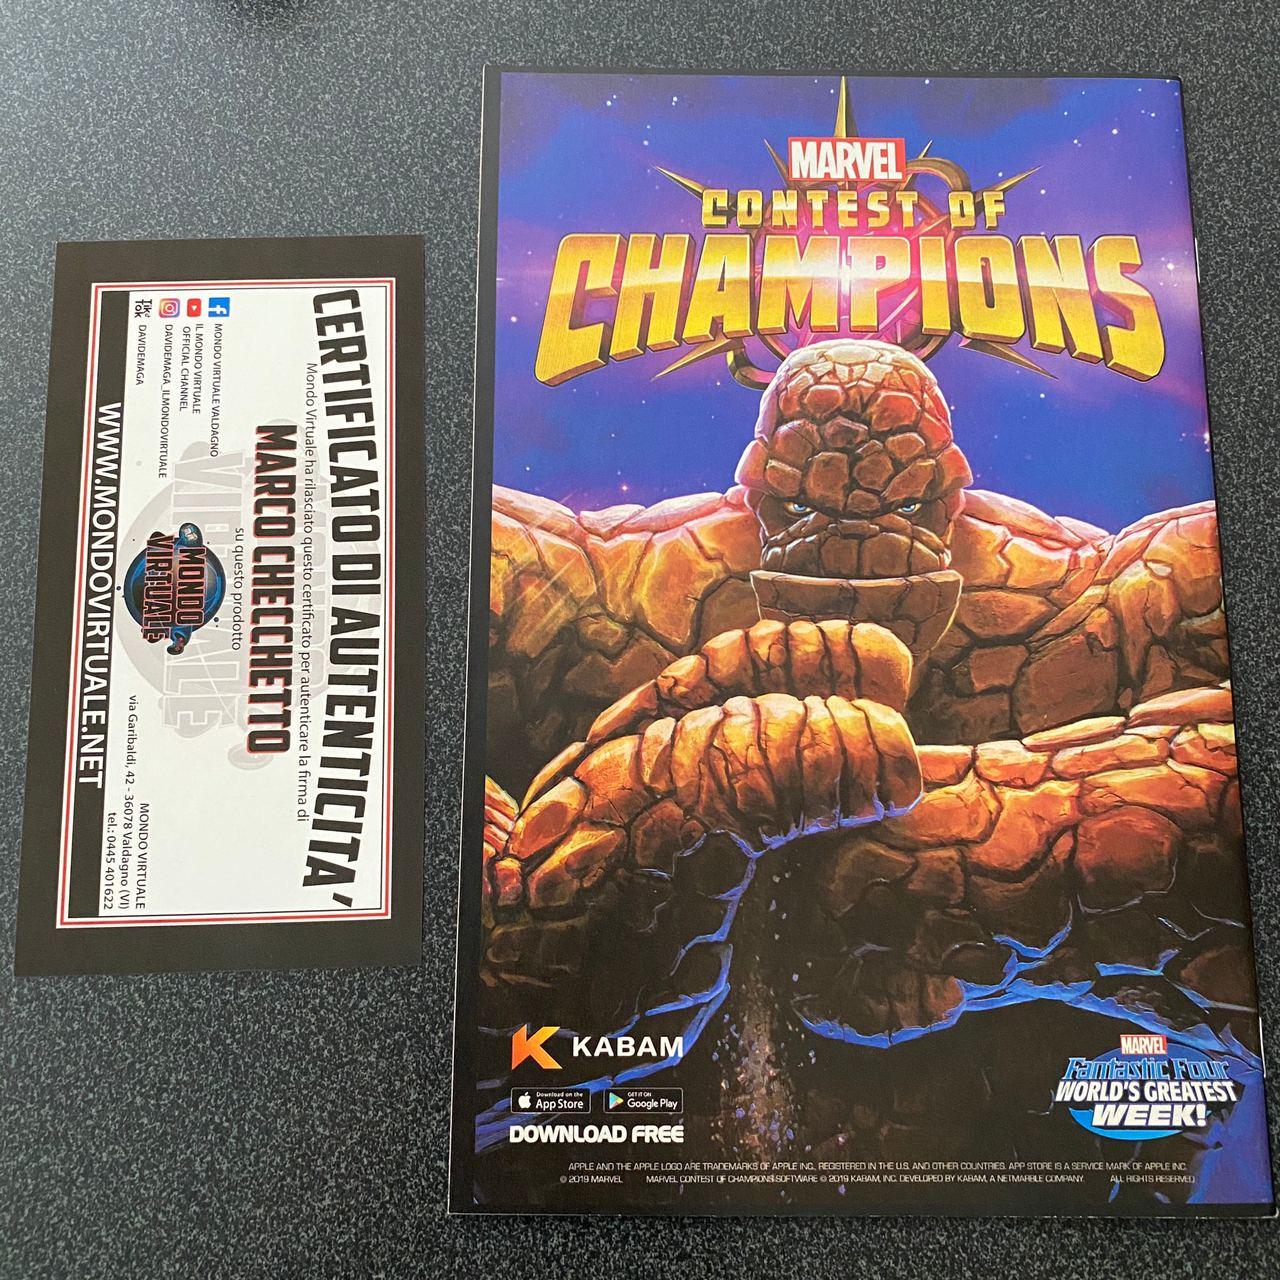 CERTIFICATO DI AUTENTICITA'
Mondo Virtuale ha rilasciato questo certificato per autenticare la firma di
MARCO CHECCHETTO
su questo prodotto
MONDO VIRTUALE VALDAGNO
IL MONDO VIRTUALE
OFFICIAL CHANNEL
DAVIDEMAGA_ILMONDOVIRTUALE
Tik Tok
DAVIDEMAGA
MONDO
VIRTUALE
MONDO VIRTUALE
via Garibaldi, 42 - 36078 Valdagno (VI)
tel.: 0445 401622
WWW.MONDOVIRTUALE.NET
MARVEL
CONTEST OF
CHAMPIONS
KABAM
Download on the
App Store
GET IT ON
Google Play
DOWNLOAD FREE
MARVEL
Fantastic Four
WORLD'S GREATEST
WEEK!
APPLE AND THE APPLE LOGO ARE TRADEMARKS OF APPLE INC., REGISTERED IN THE U.S. AND OTHER COUNTRIES. APP STORE IS A SERVICE MARK OF APPLE INC.
© 2019 MARVEL MARVEL CONTEST OF CHAMPIONS SOFTWARE © 2019 KABAM, INC. DEVELOPED BY KABAM, A NETMARBLE COMPANY. ALL RIGHTS RESERVED